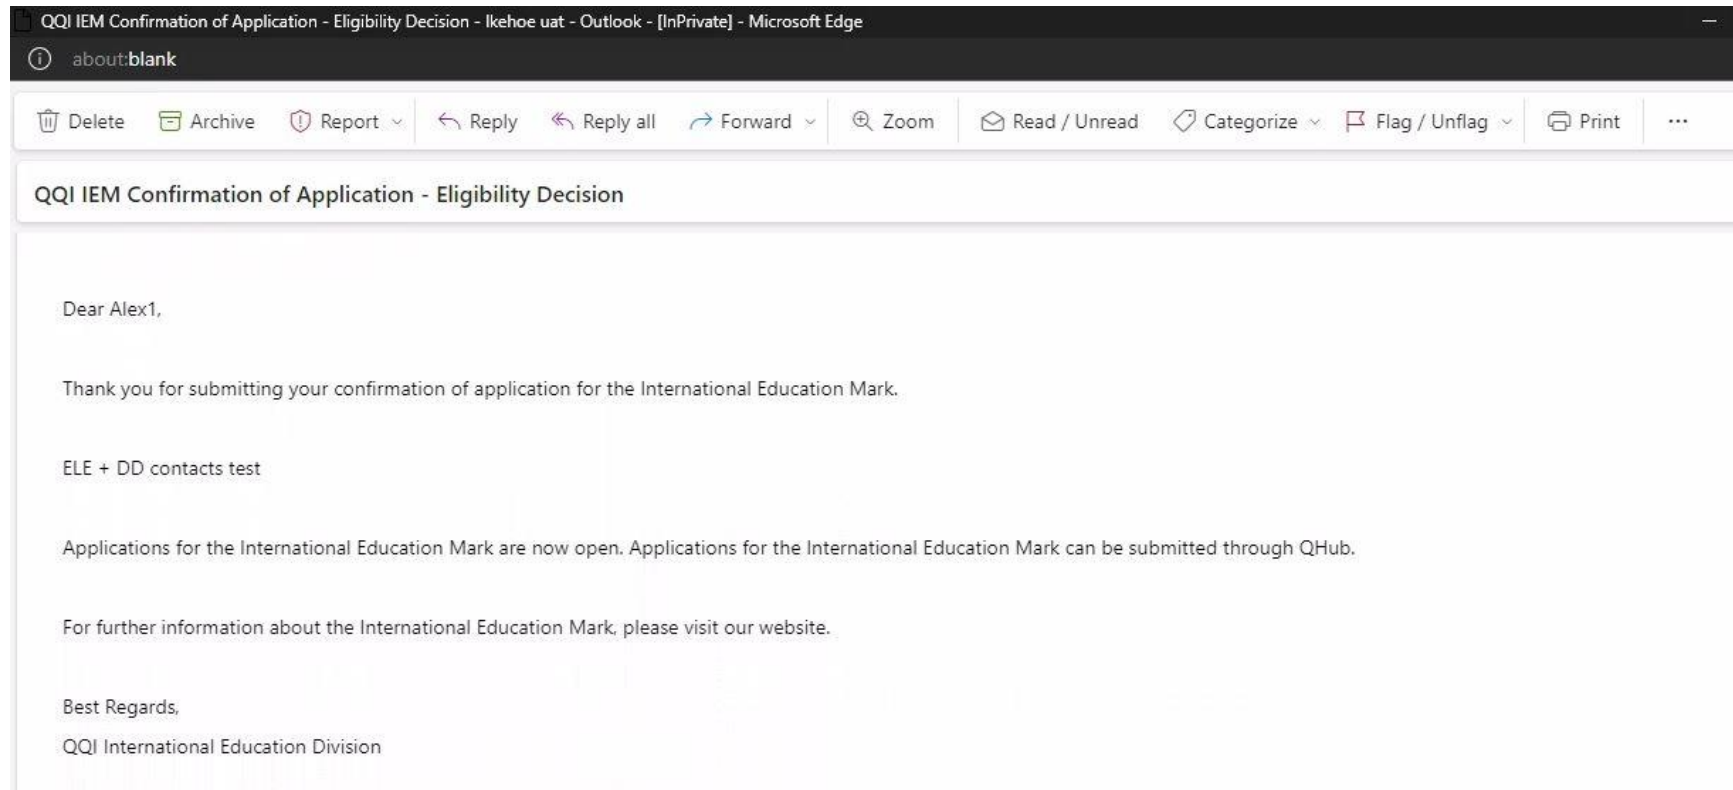 QQI IEM Confirmation of Application - Eligibility Decision - lkehoe uat - Outlook - [InPrivate] - Microsoft Edge
about:blank
Delete Archive Report Reply Reply all Forward Zoom Read / Unread Categorize Flag / Unflag Print ...
QQI IEM Confirmation of Application - Eligibility Decision
Dear Alex1,
Thank you for submitting your confirmation of application for the International Education Mark.
ELE + DD contacts test
Applications for the International Education Mark are now open. Applications for the International Education Mark can be submitted through QHub.
For further information about the International Education Mark, please visit our website.
Best Regards,
QQI International Education Division